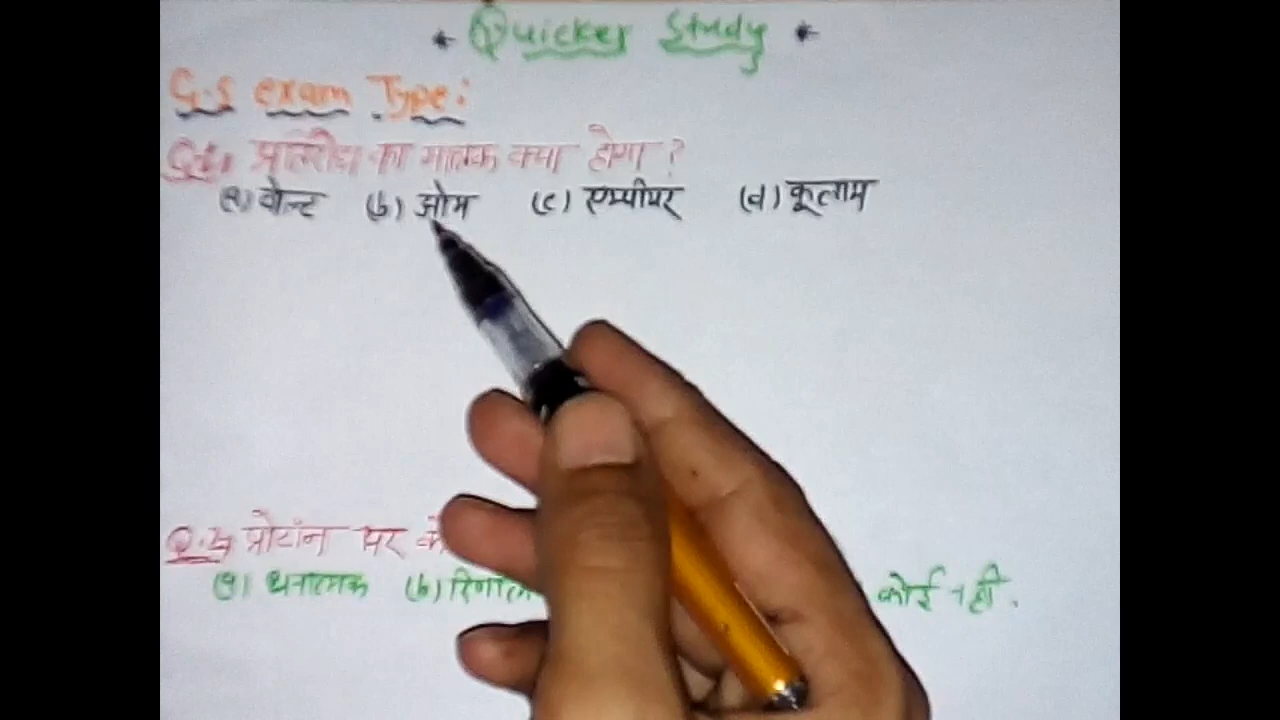 * Quicker Study *
G.S exam Type:
Q.1. प्रतिरोध का मात्रक क्या होगा ?
(a) वोल्ट (b) ओम (c) एम्पीयर (d) कूलाम
Q.2. प्रोटॉन पर
(a) धनात्मक (b) कोई नही.